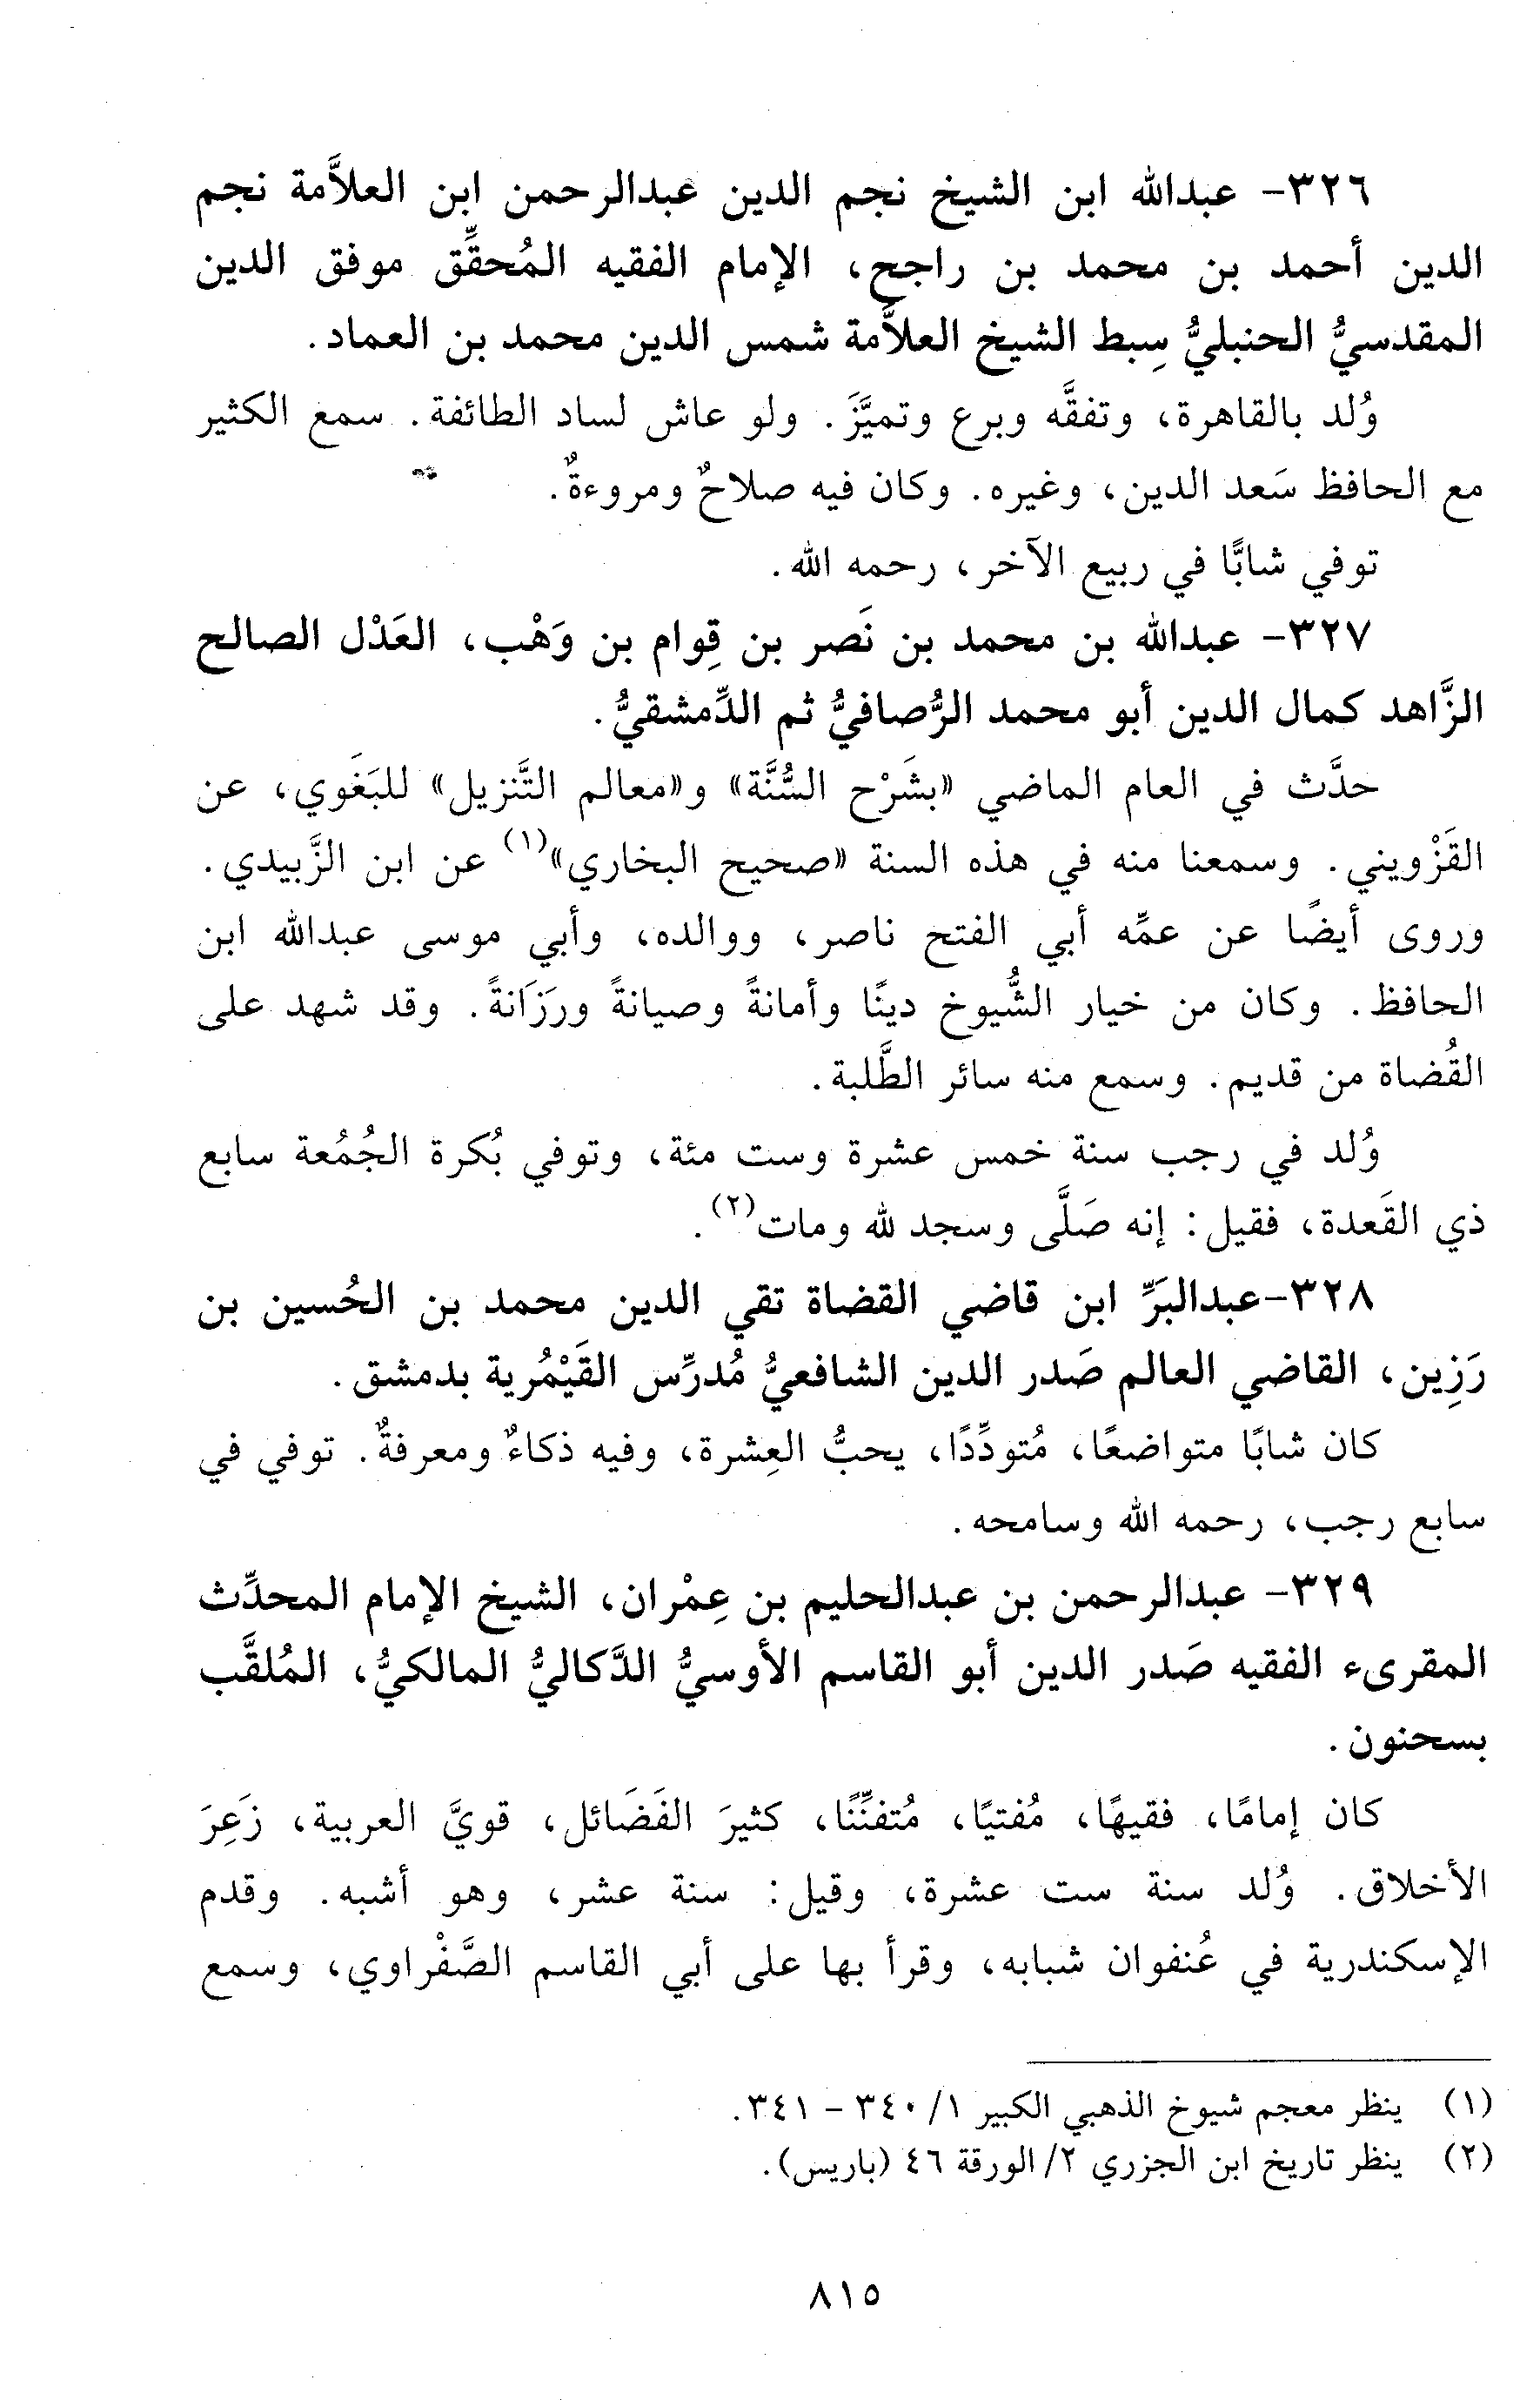 ٣٢٦- عبدالله ابن الشيخ نجم الدين عبدالرحمن ابن العلاَّمة نجم
الدين أحمد بن محمد بن راجح، الإمام الفقيه المُحقِّق موفق الدين
المقدسيُّ الحنبليُّ سِبط الشيخ العلاَّمة شمس الدين محمد بن العماد.
وُلد بالقاهرة، وتفقَّه وبرع وتميَّزَ. ولو عاش لساد الطائفة. سمع الكثير
مع الحافظ سَعد الدين، وغيره. وكان فيه صلاحٌ ومروءةٌ.
توفي شابًّا في ربيع الآخر، رحمه الله.
٣٢٧- عبدالله بن محمد بن نَصر بن قِوام بن وَهْب، العَدْل الصالح
الزَّاهد كمال الدين أبو محمد الرُّصافيُّ ثم الدِّمشقيُّ.
حدَّث في العام الماضي «بشَرْح السُّنَّة» و«معالم التَّنزيل» للبَغَوي، عن
القَزْويني. وسمعنا منه في هذه السنة «صحيح البخاري»(١) عن ابن الزَّبيدي.
وروى أيضًا عن عمِّه أبي الفتح ناصر، ووالده، وأبي موسى عبدالله ابن
الحافظ. وكان من خيار الشُّيوخ دينًا وأمانةً وصيانةً ورَزَانةً. وقد شهد على
القُضاة من قديم. وسمع منه سائر الطَّلبة.
وُلد في رجب سنة خمس عشرة وست مئة، وتوفي بُكرة الجُمُعة سابع
ذي القَعدة، فقيل: إنه صَلَّى وسجد لله ومات(٢).
٣٢٨-عبدالبَرِّ ابن قاضي القضاة تقي الدين محمد بن الحُسين بن
رَزِين، القاضي العالم صَدر الدين الشافعيُّ مُدرِّس القَيْمُرية بدمشق.
كان شابًا متواضعًا، مُتودِّدًا، يحبُّ العِشرة، وفيه ذكاءٌ ومعرفةٌ. توفي في
سابع رجب، رحمه الله وسامحه.
٣٢٩- عبدالرحمن بن عبدالحليم بن عِمْران، الشيخ الإمام المحدِّث
المقرىء الفقيه صَدر الدين أبو القاسم الأوسيُّ الدَّكاليُّ المالكيُّ، المُلقَّب
بسحنون.
كان إمامًا، فقيهًا، مُفتيًا، مُتفنِّنًا، كثيرَ الفَضَائل، قويَّ العربية، زَعِرَ
الأخلاق. وُلد سنة ست عشرة، وقيل: سنة عشر، وهو أشبه. وقدم
الإسكندرية في عُنفوان شبابه، وقرأ بها على أبي القاسم الصَّفْراوي، وسمع
(١) ينظر معجم شيوخ الذهبي الكبير ١/ ٣٤٠ - ٣٤١.
(٢) ينظر تاريخ ابن الجزري ٢/ الورقة ٤٦ (باريس).
٨١٥